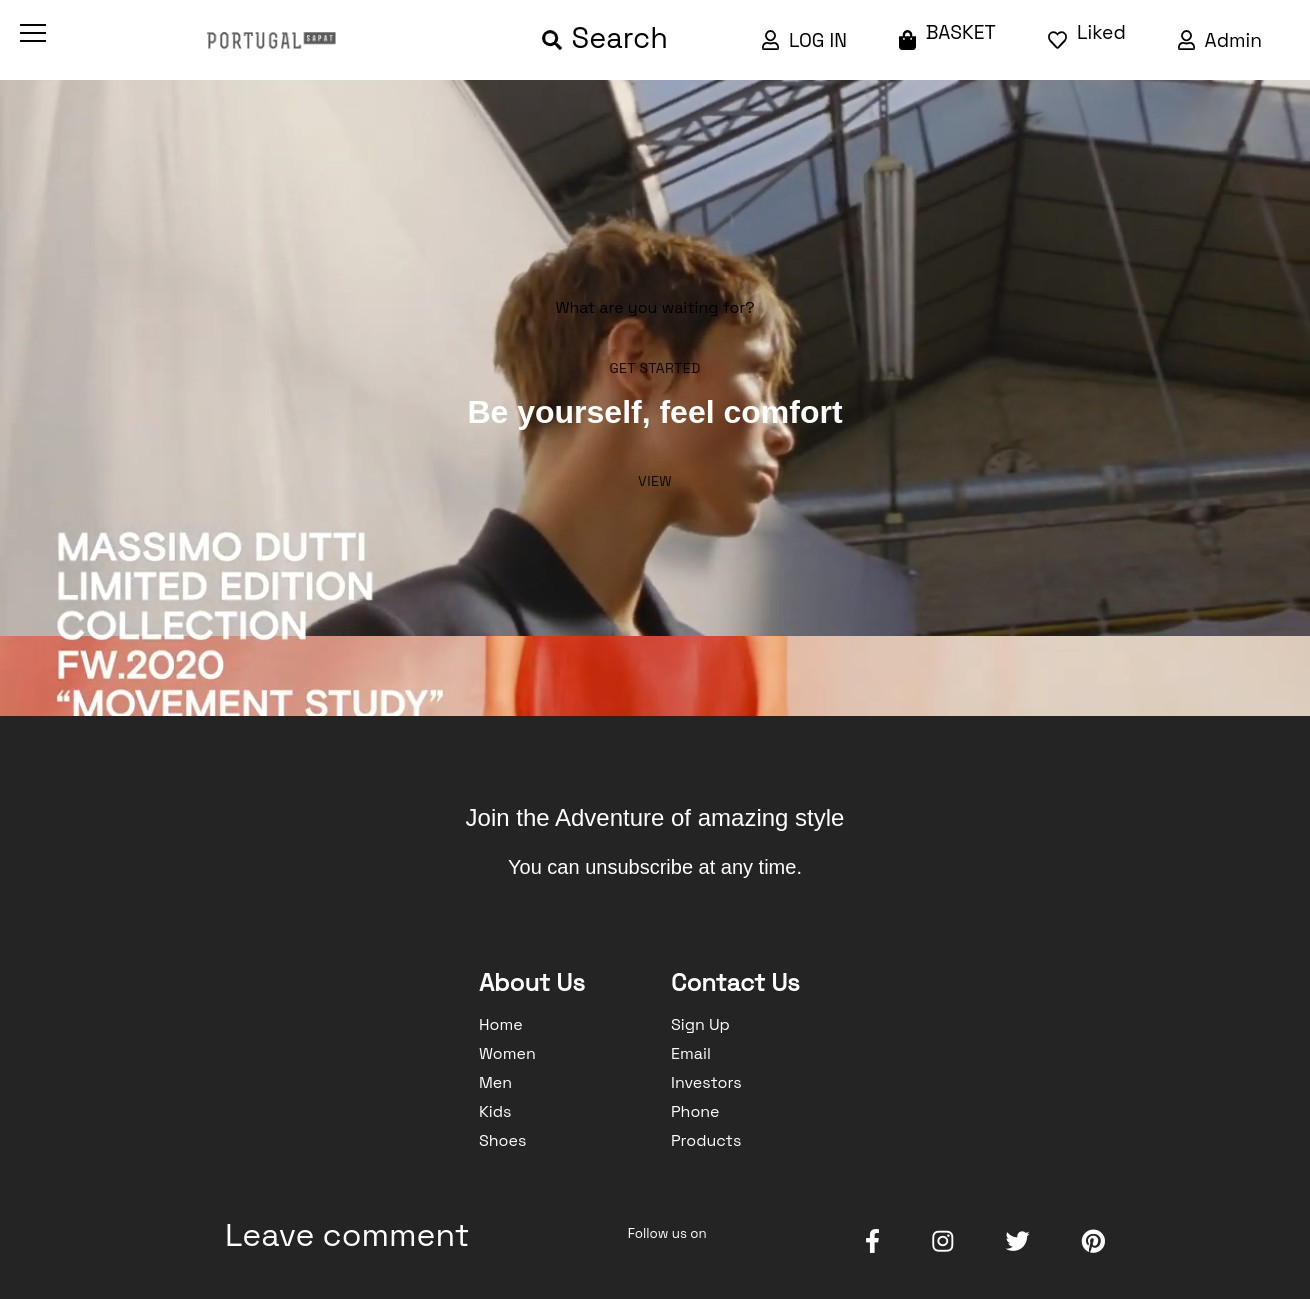 PORTUGAL SAPAT
Search
LOG IN
BASKET
Liked
Admin
What are you waiting for?
GET STARTED
Be yourself, feel comfort
VIEW
MASSIMO DUTTI
LIMITED EDITION
COLLECTION
FW.2020
“MOVEMENT STUDY”
Join the Adventure of amazing style
You can unsubscribe at any time.
About Us
Home
Women
Men
Kids
Shoes
Contact Us
Sign Up
Email
Investors
Phone
Products
Leave comment
Follow us on